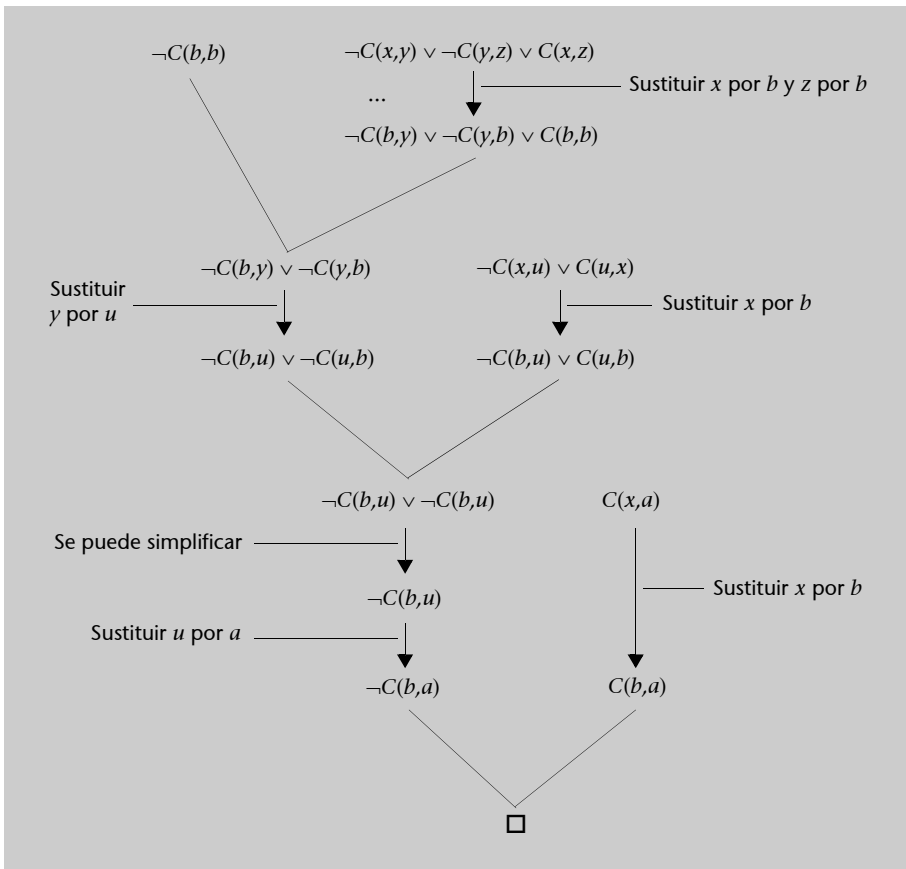 ¬C(b,b)
¬C(x,y) ∨ ¬C(y,z) ∨ C(x,z)
Sustituir x por b y z por b
...
¬C(b,y) ∨ ¬C(y,b) ∨ C(b,b)
¬C(b,y) ∨ ¬C(y,b)
¬C(x,u) ∨ C(u,x)
Sustituir
y por u
Sustituir x por b
¬C(b,u) ∨ ¬C(u,b)
¬C(b,u) ∨ C(u,b)
¬C(b,u) ∨ ¬C(b,u)
C(x,a)
Se puede simplificar
¬C(b,u)
Sustituir x por b
Sustituir u por a
¬C(b,a)
C(b,a)